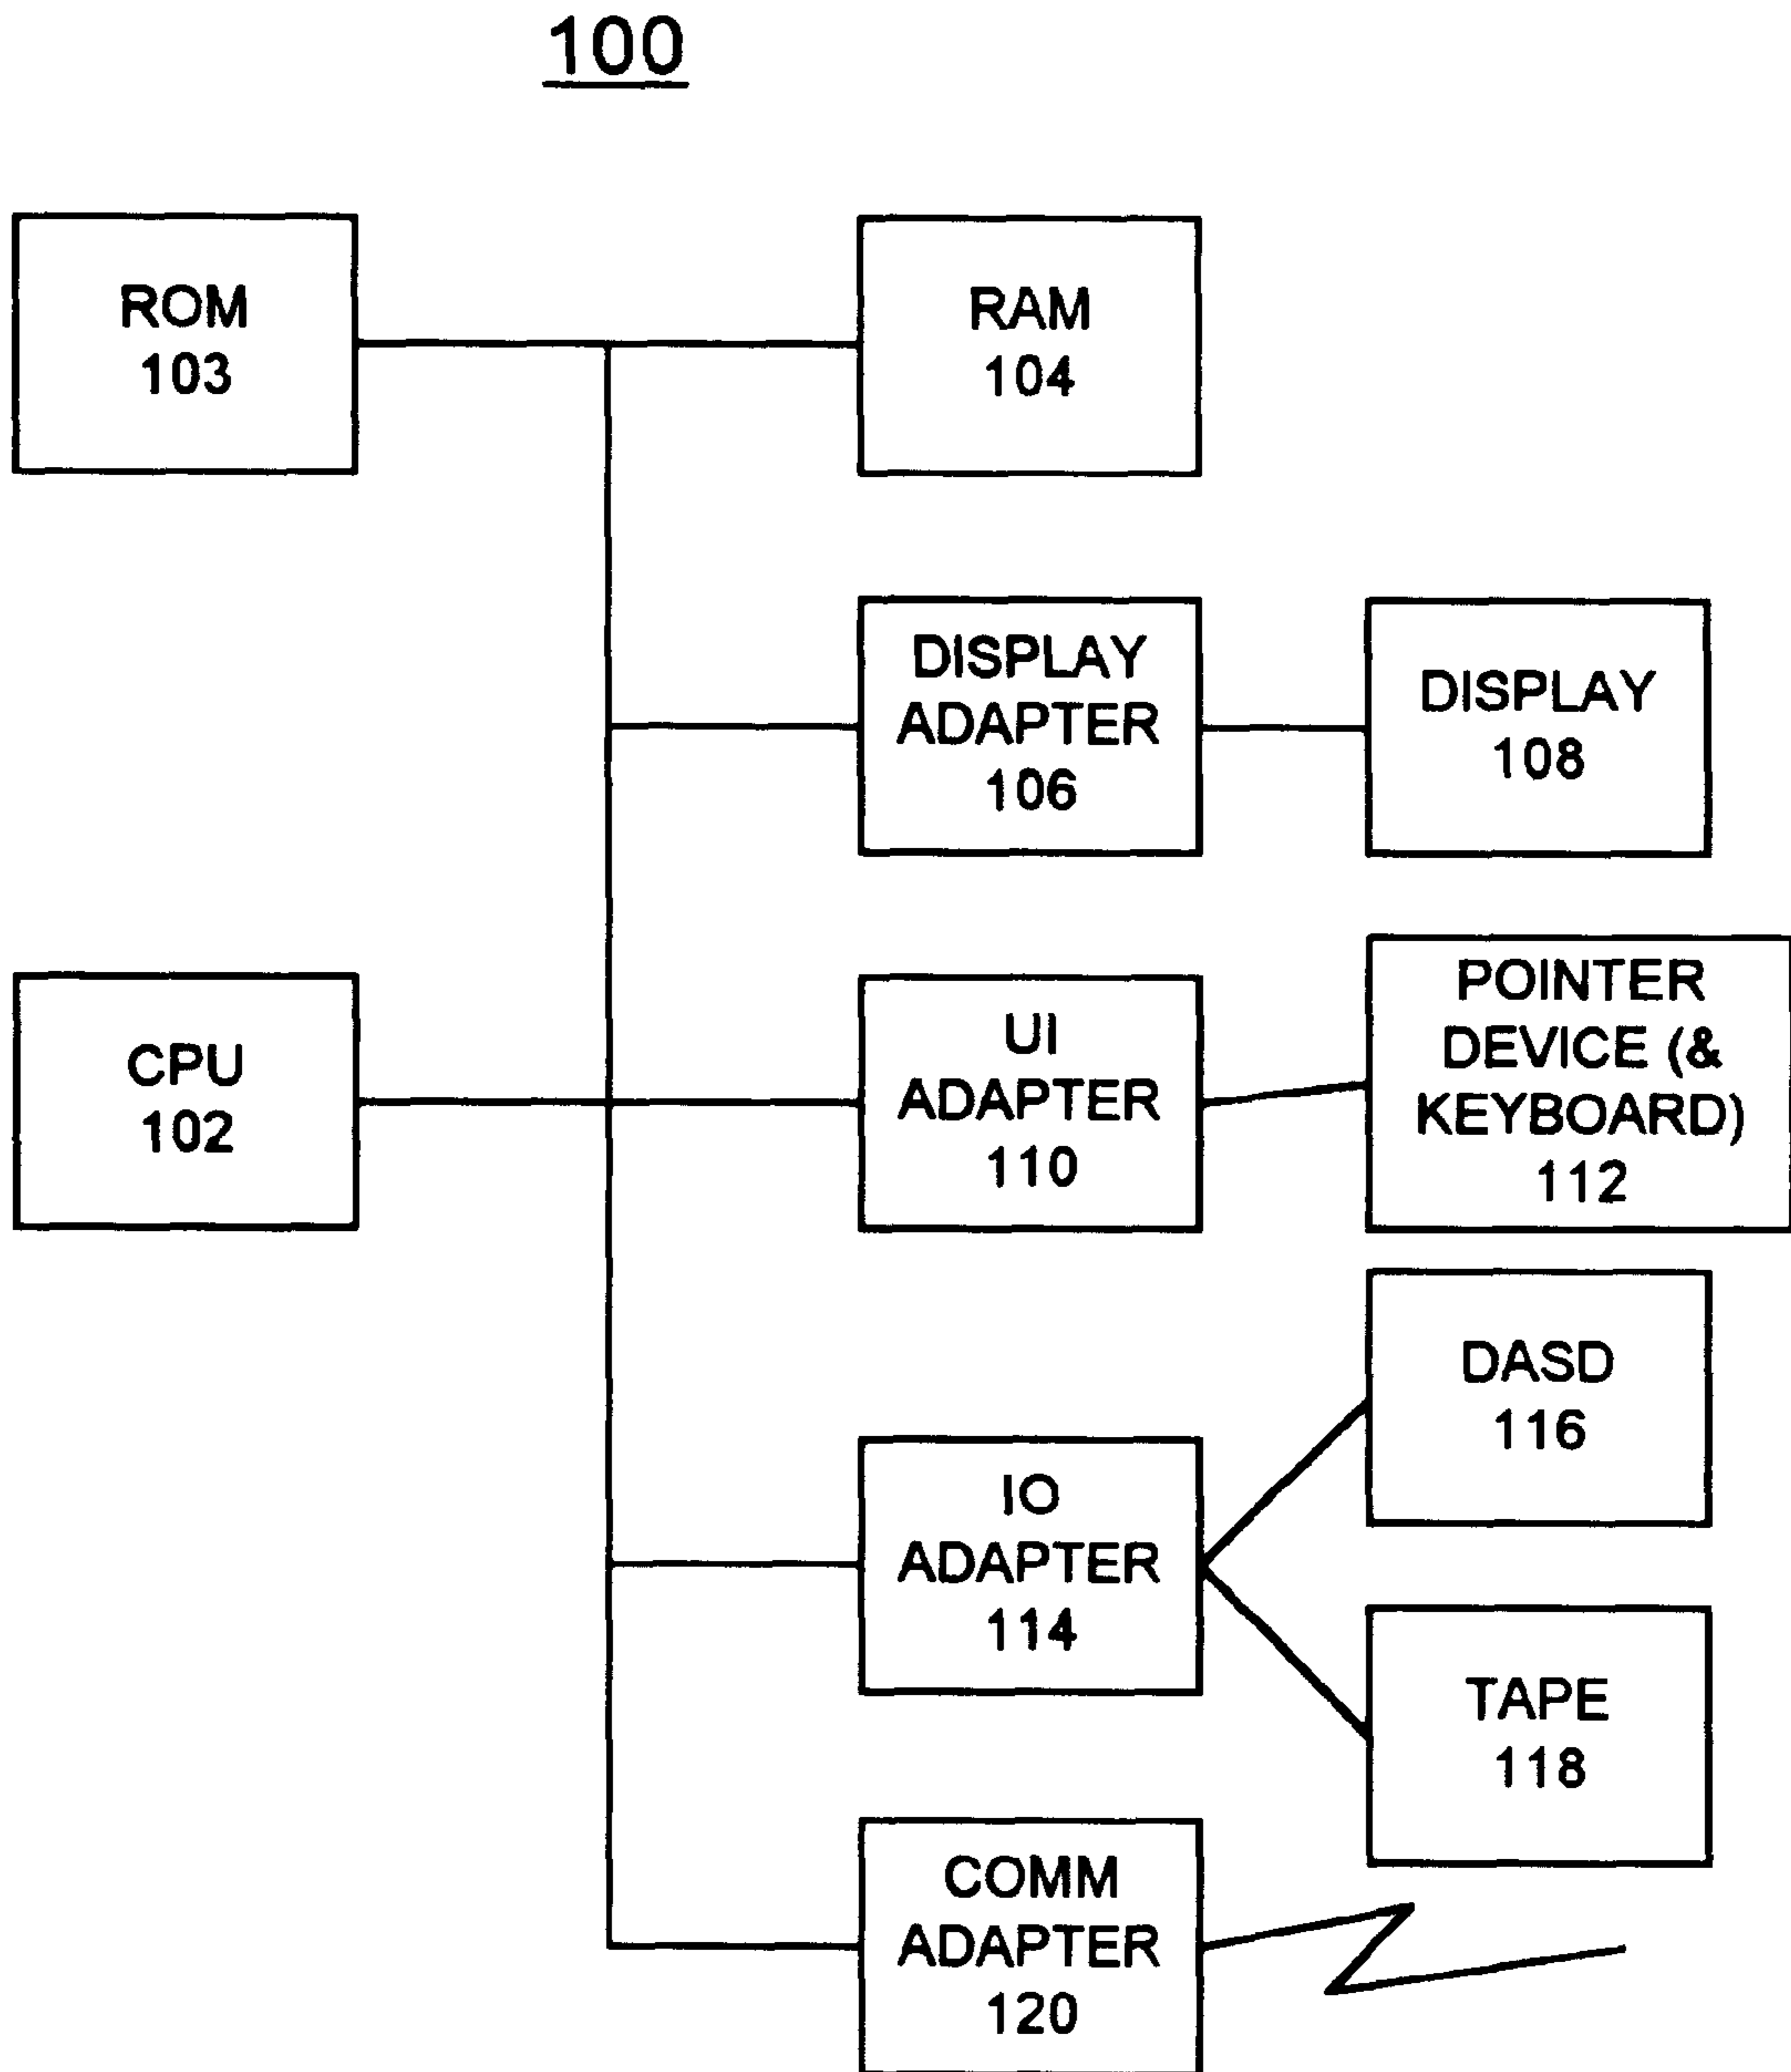 100
ROM
103
RAM
104
DISPLAY
ADAPTER
106
DISPLAY
108
CPU
102
UI
ADAPTER
110
POINTER
DEVICE (&
KEYBOARD)
112
IO
ADAPTER
114
DASD
116
TAPE
118
COMM
ADAPTER
120